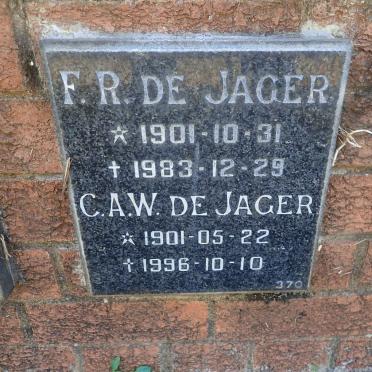 F. R. DE JAGER
☆ 1901-10-31
✝ 1983-12-29
C.A.W. DE JAGER
☆ 1901-05-22
✝ 1996-10-10
370